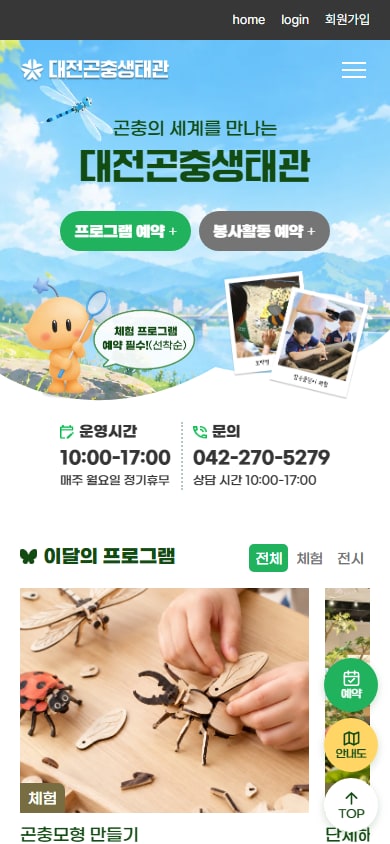 home login 회원가입
대전곤충생태관
곤충의 세계를 만나는
대전곤충생태관
프로그램 예약 +
봉사활동 예약 +
체험 프로그램
예약 필수!(선착순)
운영시간
10:00-17:00
매주 월요일 정기휴무
문의
042-270-5279
상담 시간 10:00-17:00
이달의 프로그램
전체 체험 전시
예약
안내도
체험
TOP
곤충모형 만들기